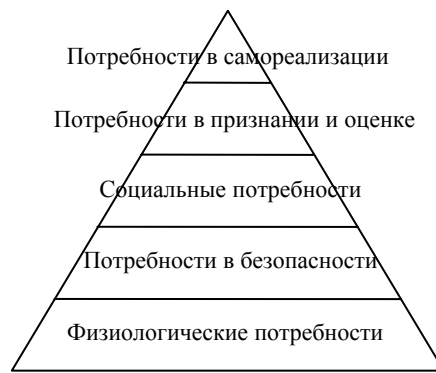 Потребности в самореализации
Потребности в признании и оценке
Социальные потребности
Потребности в безопасности
Физиологические потребности